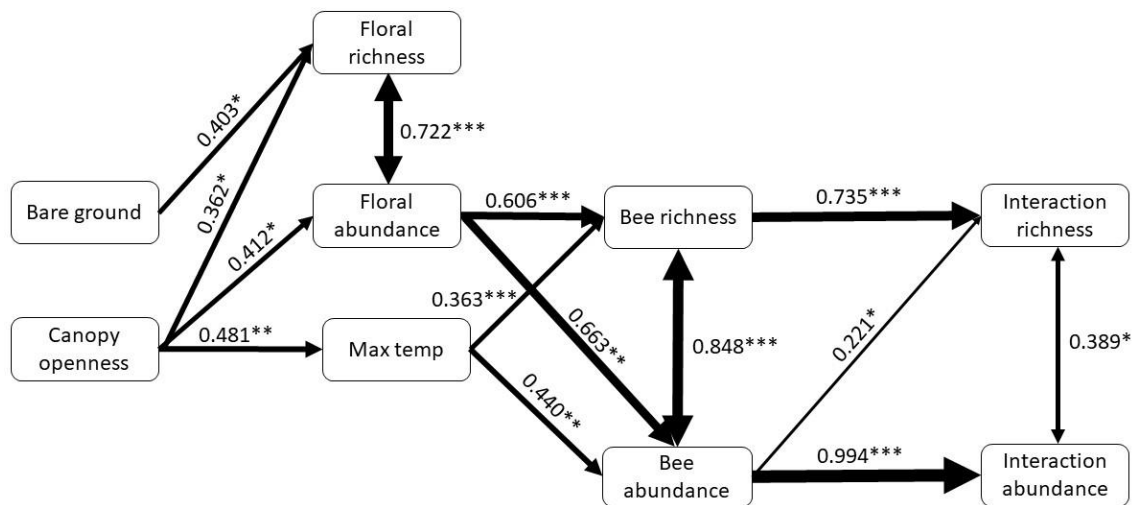 Floral
richness
0.403*
0.722***
0.362*
Bare ground
Floral
abundance
0.606***
Bee richness
0.735***
Interaction
richness
0.412*
0.363***
0.663**
0.848***
0.221*
0.389*
Canopy
openness
0.481**
Max temp
0.440**
Bee
abundance
0.994***
Interaction
abundance